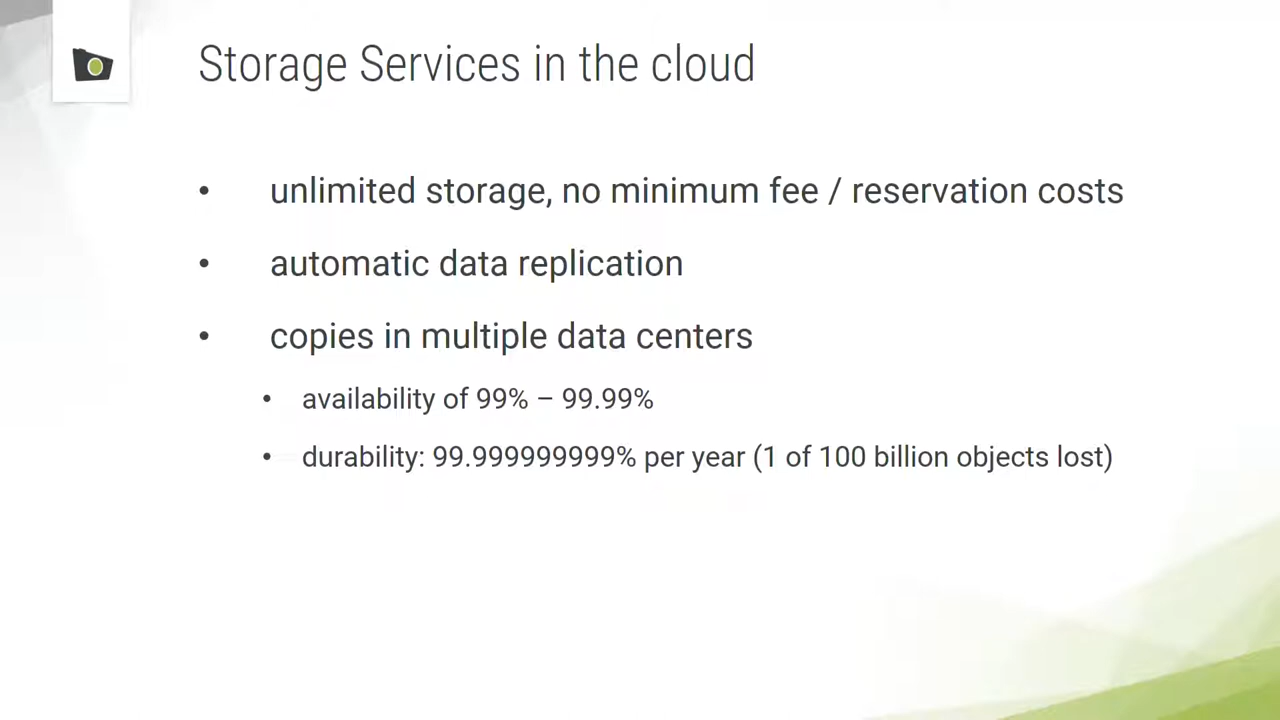 Storage Services in the cloud
• unlimited storage, no minimum fee / reservation costs
• automatic data replication
• copies in multiple data centers
• availability of 99% – 99.99%
• durability: 99.999999999% per year (1 of 100 billion objects lost)